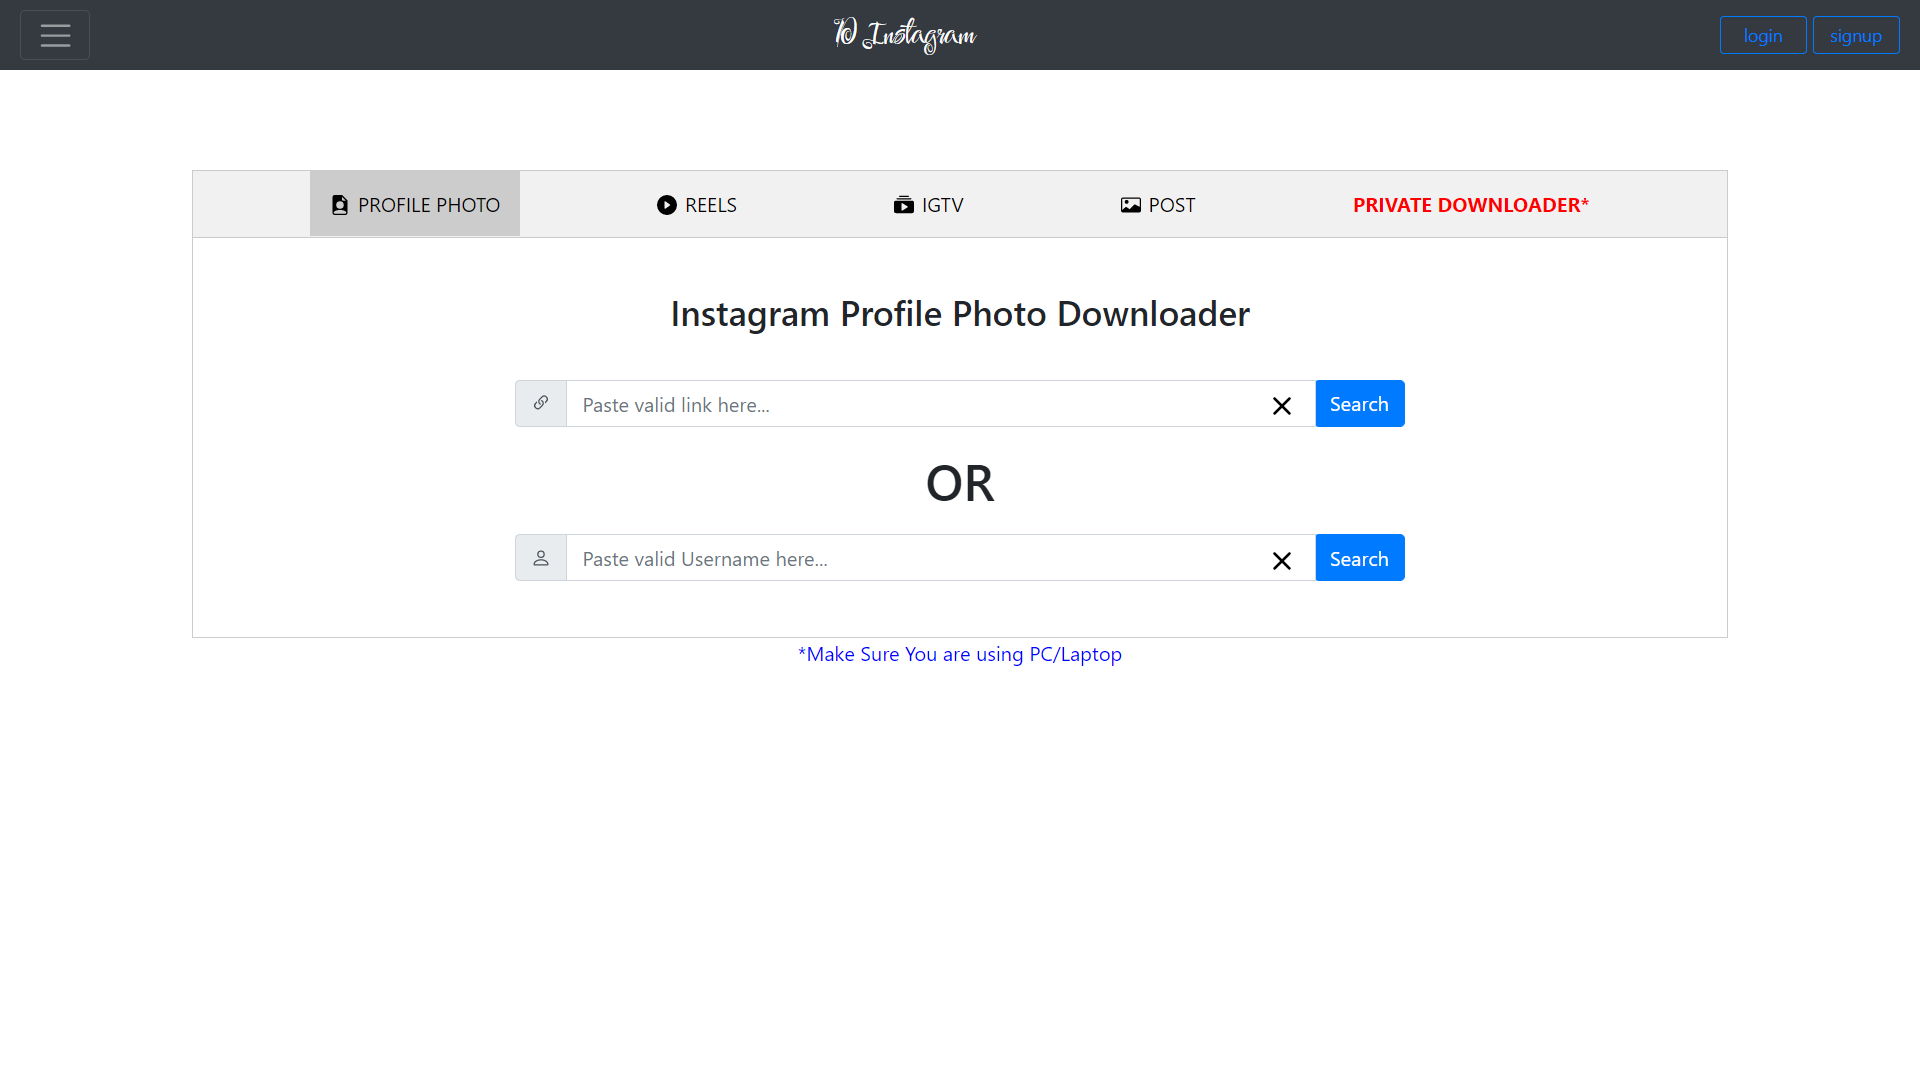 TD Instagram
login
signup
PROFILE PHOTO
REELS
IGTV
POST
PRIVATE DOWNLOADER*
Instagram Profile Photo Downloader
Paste valid link here...
Search
OR
Paste valid Username here...
Search
*Make Sure You are using PC/Laptop